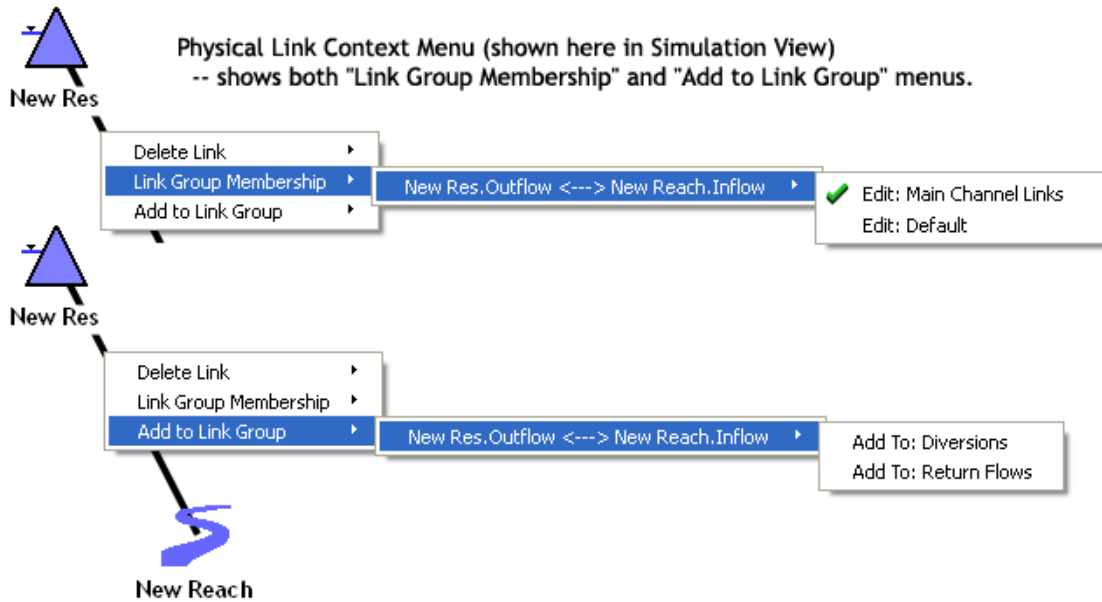 Physical Link Context Menu (shown here in Simulation View)
-- shows both "Link Group Membership" and "Add to Link Group" menus.
New Res
Delete Link
Link Group Membership
New Res.Outflow <---> New Reach.Inflow
Edit: Main Channel Links
Add to Link Group
Edit: Default
New Res
Delete Link
Link Group Membership
Add to Link Group
New Res.Outflow <---> New Reach.Inflow
Add To: Diversions
Add To: Return Flows
New Reach